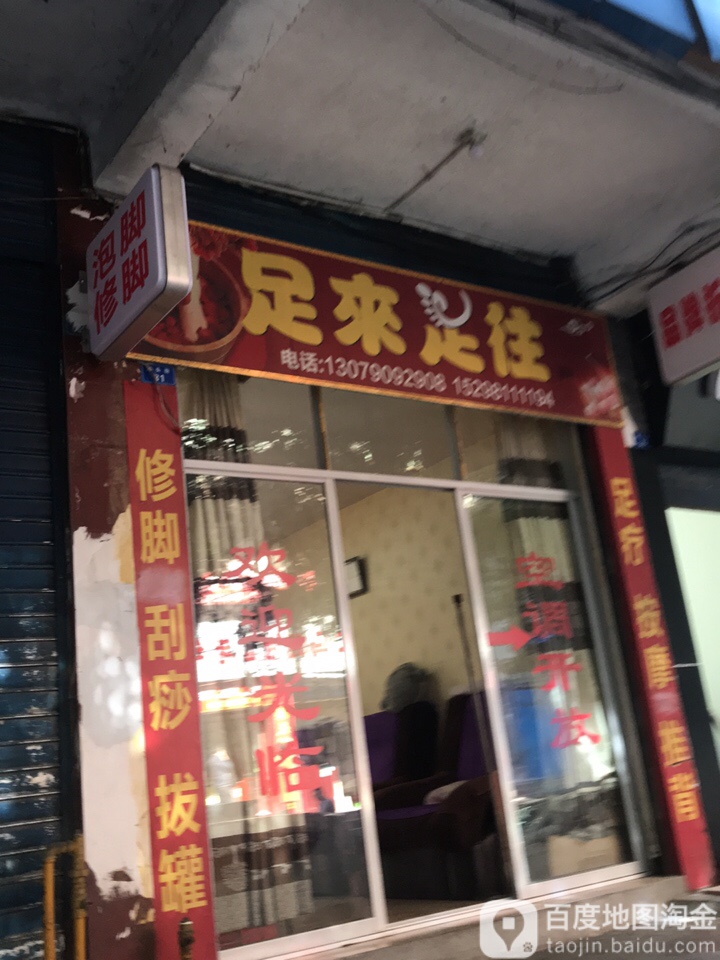 泡脚
修脚
足來足往
电话:13079092908 15298111194
31
修脚 刮痧 拔罐
足疗 按摩 推背
欢迎光临
空调开放
百度地图淘金
taojin.baidu.com